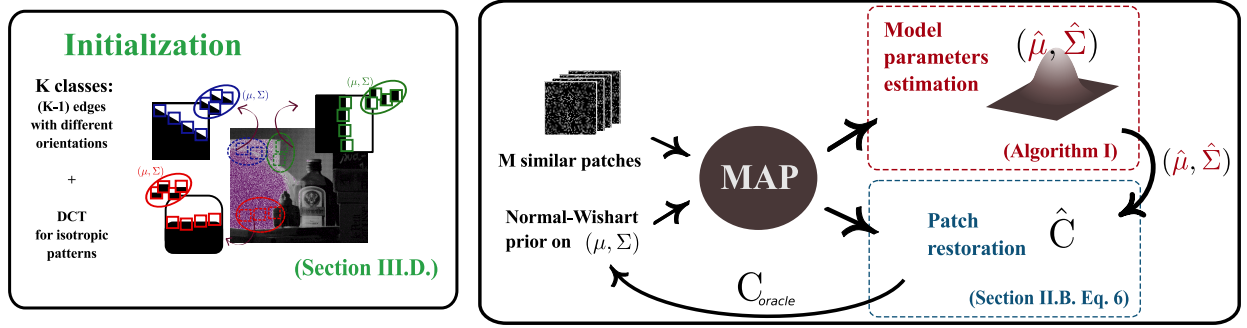 Initialization
K classes:
(K-1) edges
with different
orientations
+
DCT
for isotropic
patterns
(μ, Σ)
(μ, Σ)
(μ, Σ)
(Section III.D.)
M similar patches
Normal-Wishart
prior on (μ, Σ)
MAP
Model
parameters
estimation
(μ̂, Σ̂)
(Algorithm I)
(μ̂, Σ̂)
Patch
restoration
Ĉ
(Section II.B. Eq. 6)
C oracle